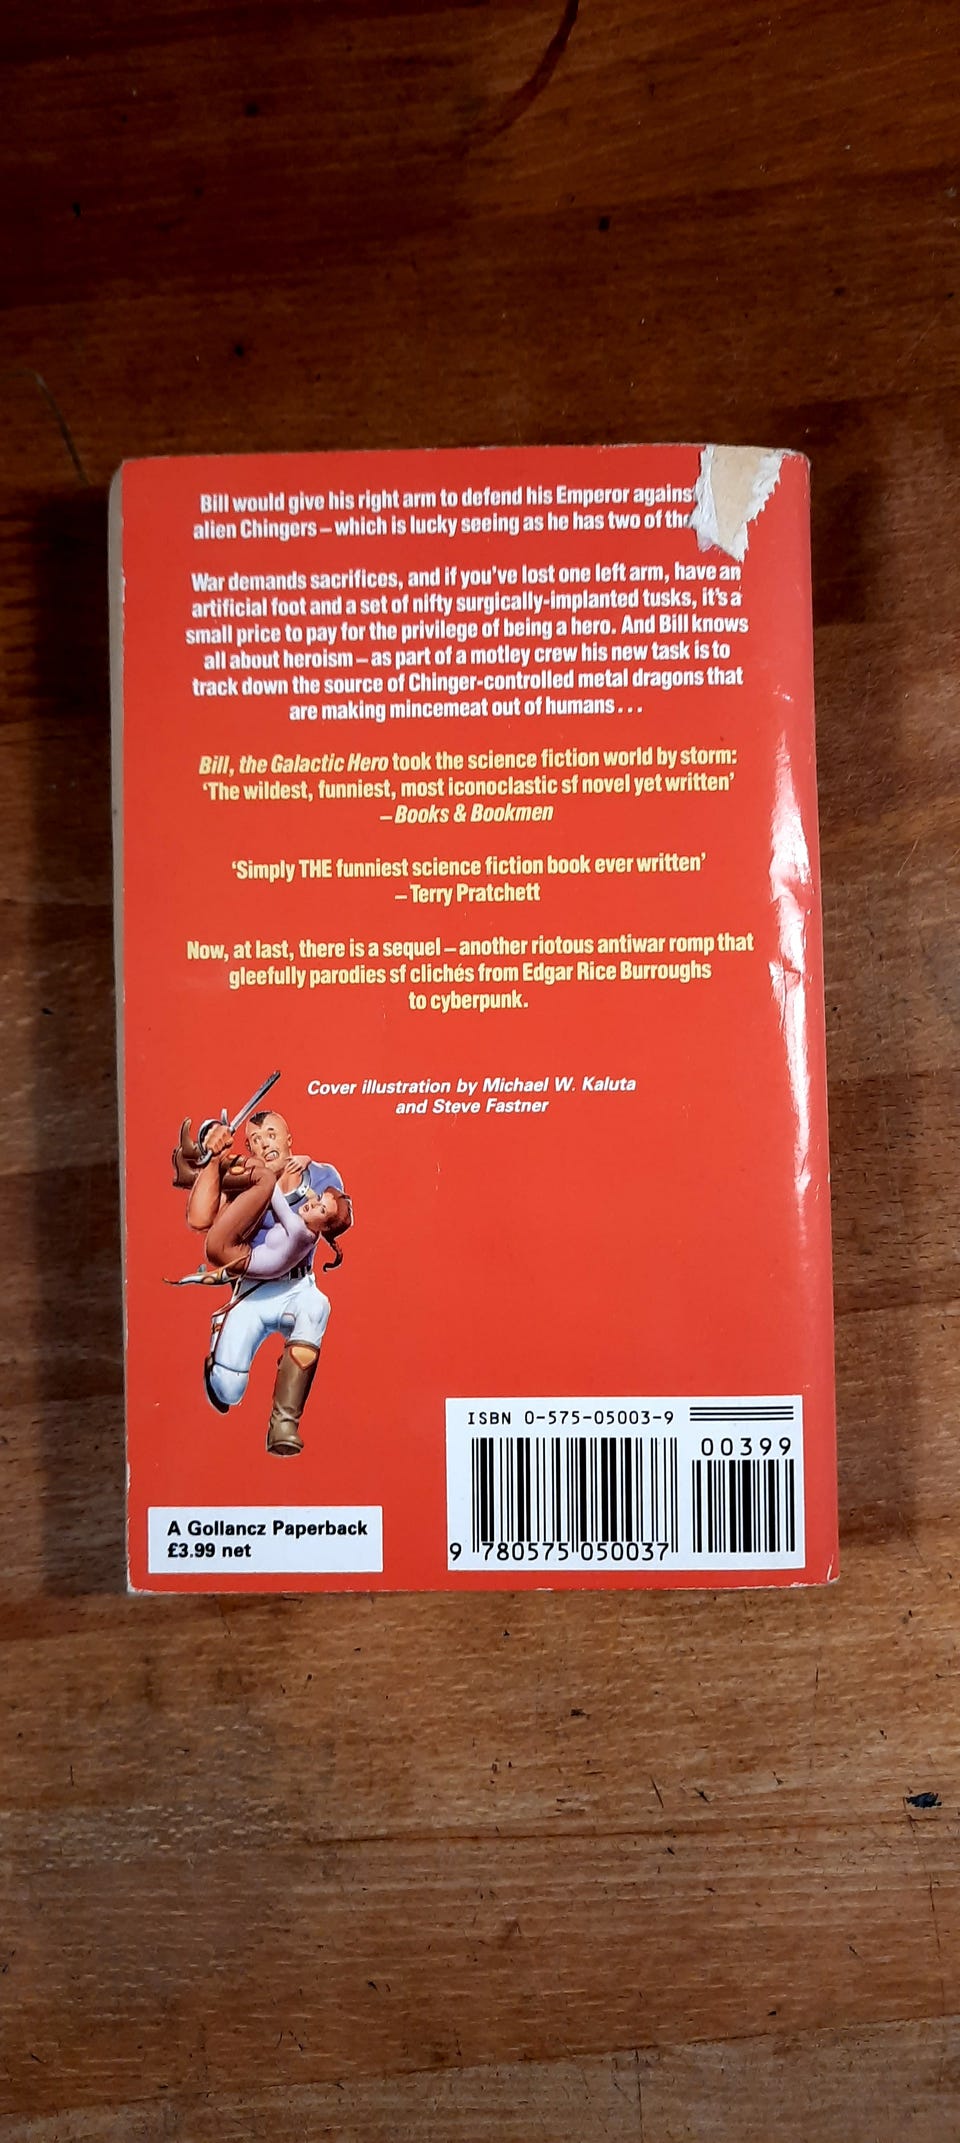 Bill would give his right arm to defend his Emperor against
alien Chingers – which is lucky seeing as he has two of
War demands sacrifices, and if you've lost one left arm, have an
artificial foot and a set of nifty surgically-implanted tusks, it's a
small price to pay for the privilege of being a hero. And Bill knows
all about heroism – as part of a motley crew his new task is to
track down the source of Chinger-controlled metal dragons that
are making mincemeat out of humans . . .
Bill, the Galactic Hero took the science fiction world by storm:
‘The wildest, funniest, most iconoclastic sf novel yet written’
– Books & Bookmen
‘Simply THE funniest science fiction book ever written’
– Terry Pratchett
Now, at last, there is a sequel – another riotous antiwar romp that
gleefully parodies sf clichés from Edgar Rice Burroughs
to cyberpunk.
Cover illustration by Michael W. Kaluta
and Steve Fastner
ISBN 0-575-05003-9
00399
9 780575 050037
A Gollancz Paperback
£3.99 net